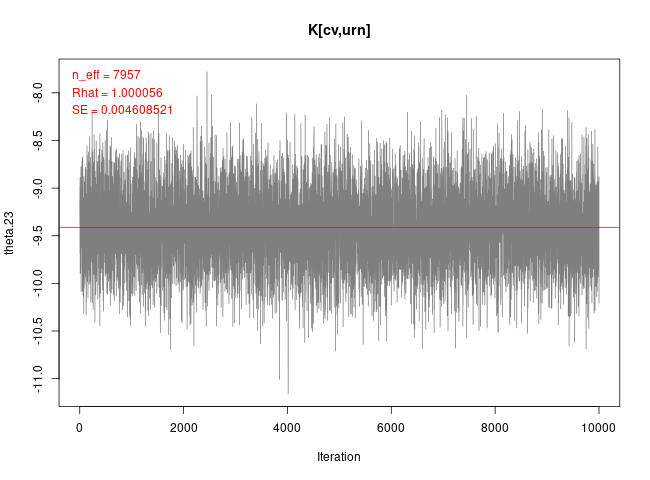 K[cv,urn]
n_eff = 7957
Rhat = 1.000056
SE = 0.004608521
theta.23
-8.0
-8.5
-9.0
-9.5
-10.0
-10.5
-11.0
0 2000 4000 6000 8000 10000
Iteration